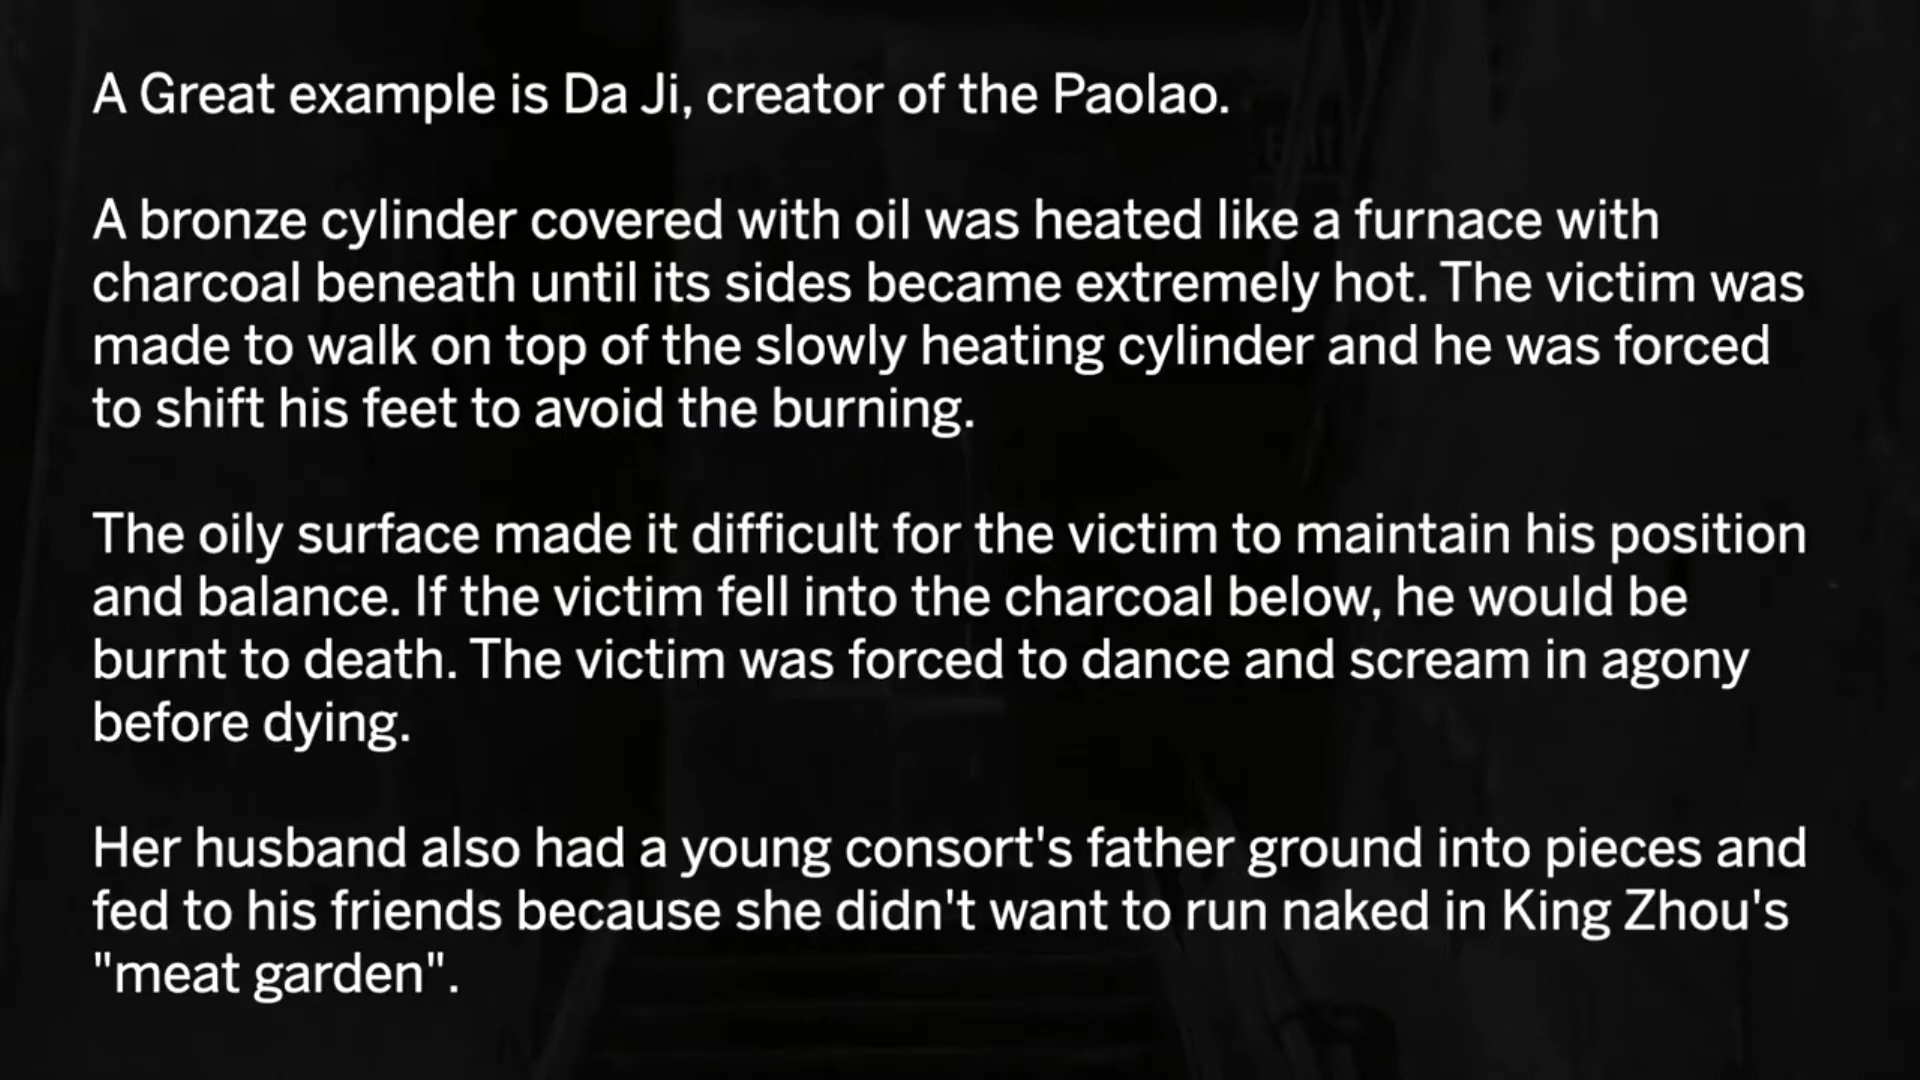 A Great example is Da Ji, creator of the Paolao.
A bronze cylinder covered with oil was heated like a furnace with
charcoal beneath until its sides became extremely hot. The victim was
made to walk on top of the slowly heating cylinder and he was forced
to shift his feet to avoid the burning.
The oily surface made it difficult for the victim to maintain his position
and balance. If the victim fell into the charcoal below, he would be
burnt to death. The victim was forced to dance and scream in agony
before dying.
Her husband also had a young consort's father ground into pieces and
fed to his friends because she didn't want to run naked in King Zhou's
"meat garden".